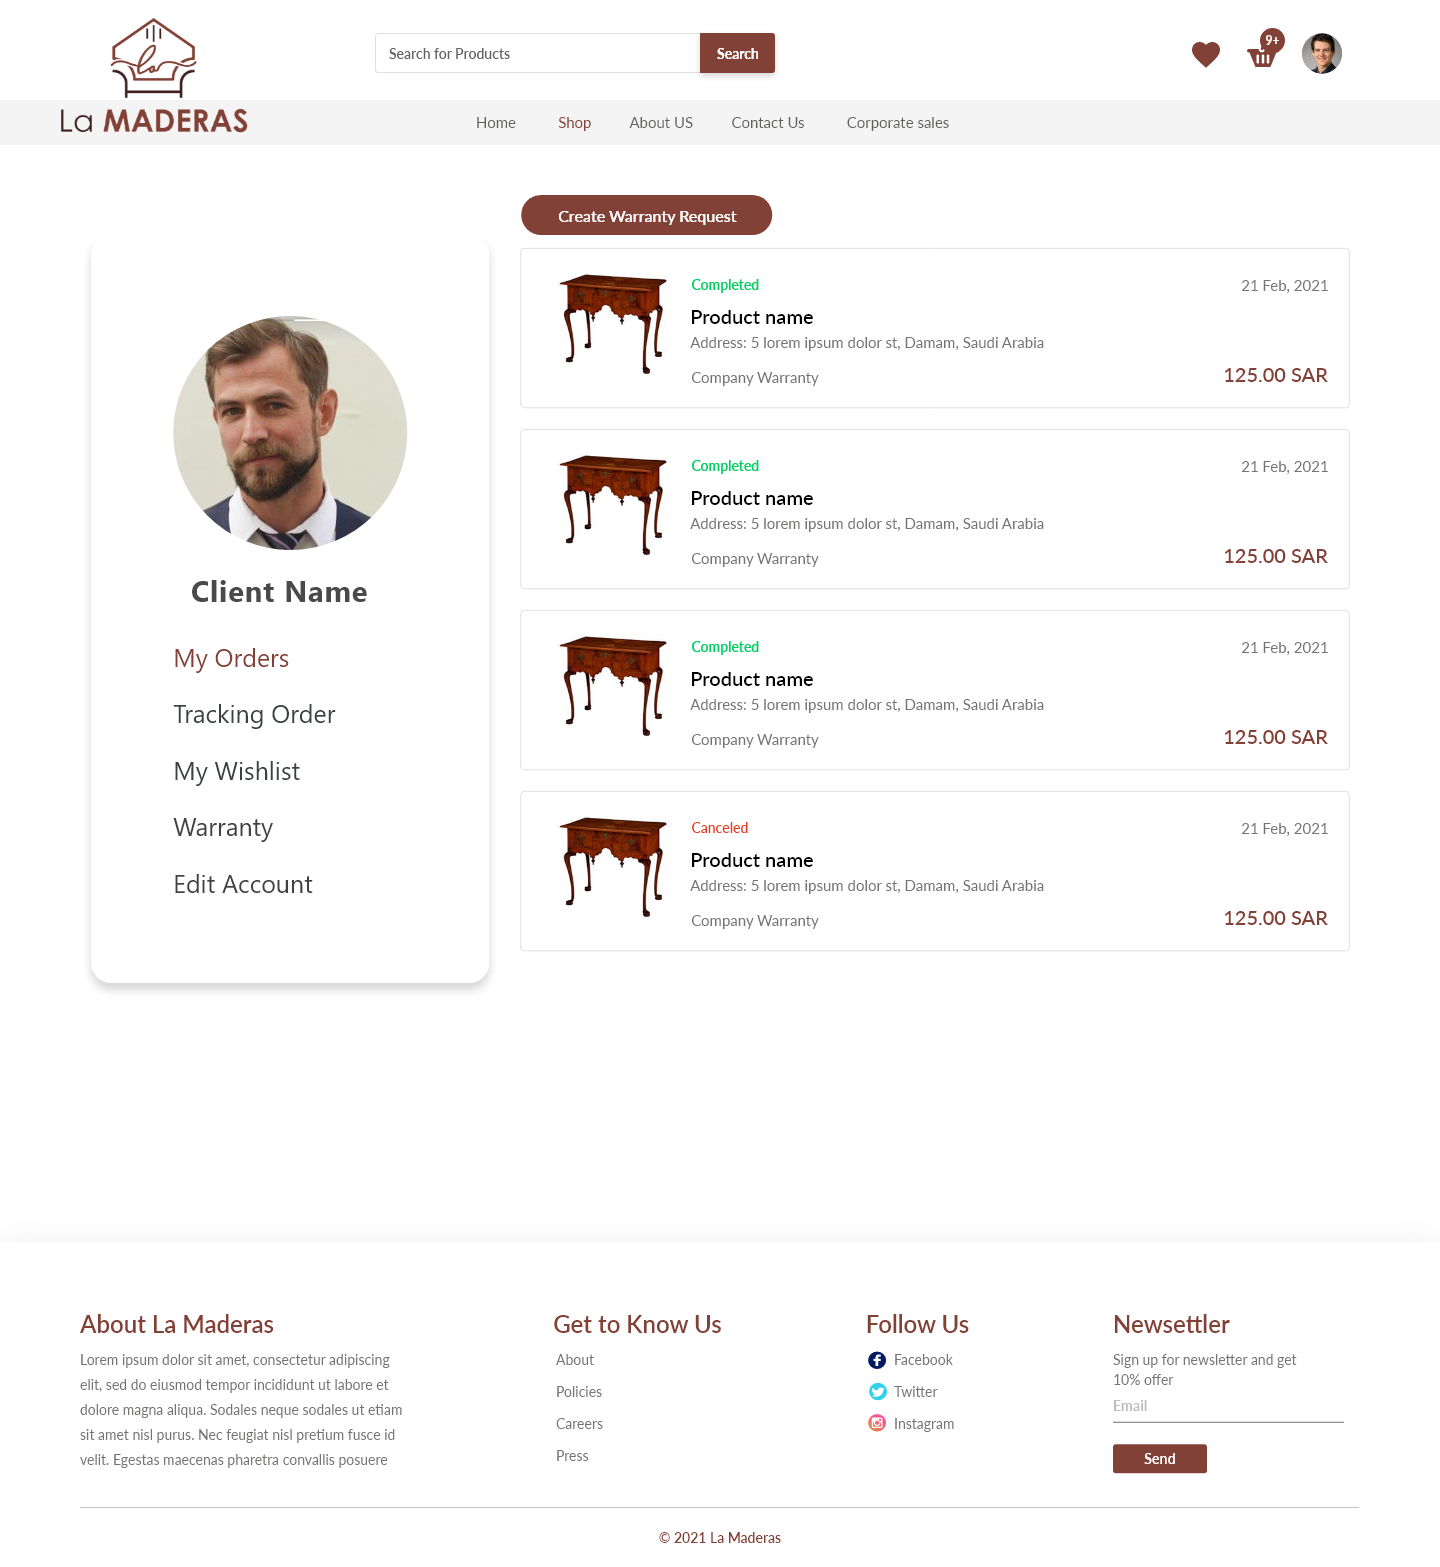 Search for Products
Search
9+
La MADERAS
Home
Shop
About US
Contact Us
Corporate sales
Create Warranty Request
Completed
21 Feb, 2021
Product name
Address: 5 lorem ipsum dolor st, Damam, Saudi Arabia
Company Warranty
125.00 SAR
Completed
21 Feb, 2021
Product name
Address: 5 lorem ipsum dolor st, Damam, Saudi Arabia
Company Warranty
125.00 SAR
Completed
21 Feb, 2021
Product name
Address: 5 lorem ipsum dolor st, Damam, Saudi Arabia
Company Warranty
125.00 SAR
Canceled
21 Feb, 2021
Product name
Address: 5 lorem ipsum dolor st, Damam, Saudi Arabia
Company Warranty
125.00 SAR
Client Name
My Orders
Tracking Order
My Wishlist
Warranty
Edit Account
About La Maderas
Lorem ipsum dolor sit amet, consectetur adipiscing
elit, sed do eiusmod tempor incididunt ut labore et
dolore magna aliqua. Sodales neque sodales ut etiam
sit amet nisl purus. Nec feugiat nisl pretium fusce id
velit. Egestas maecenas pharetra convallis posuere
Get to Know Us
About
Policies
Careers
Press
Follow Us
Facebook
Twitter
Instagram
Newsettler
Sign up for newsletter and get
10% offer
Email
Send
© 2021 La Maderas